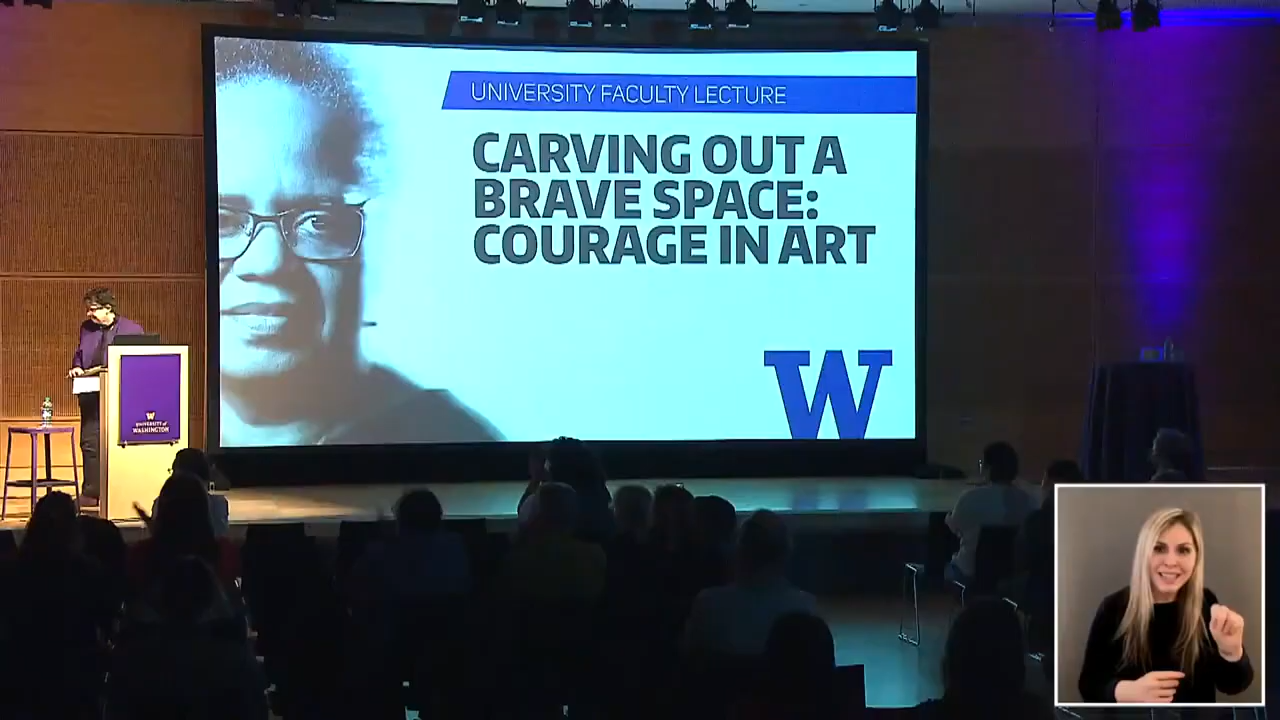 UNIVERSITY FACULTY LECTURE
CARVING OUT A
BRAVE SPACE:
COURAGE IN ART
W
W
UNIVERSITY of
WASHINGTON